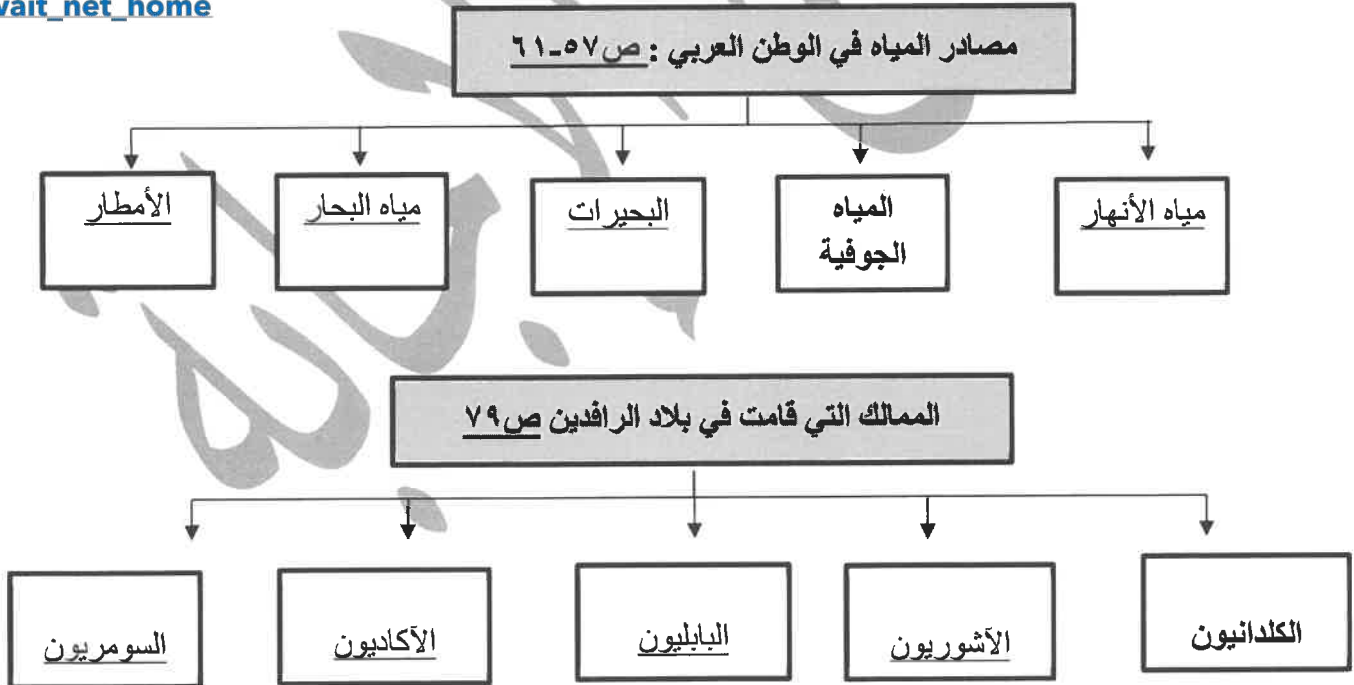 wait_net_home
مصادر المياه في الوطن العربي : ص٥٧-٦١
مياه الأنهار
المياه
الجوفية
البحيرات
مياه البحار
الأمطار
الممالك التي قامت في بلاد الرافدين ص٧٩
الكلدانيون
الآشوريون
البابليون
الآكاديون
السومريون